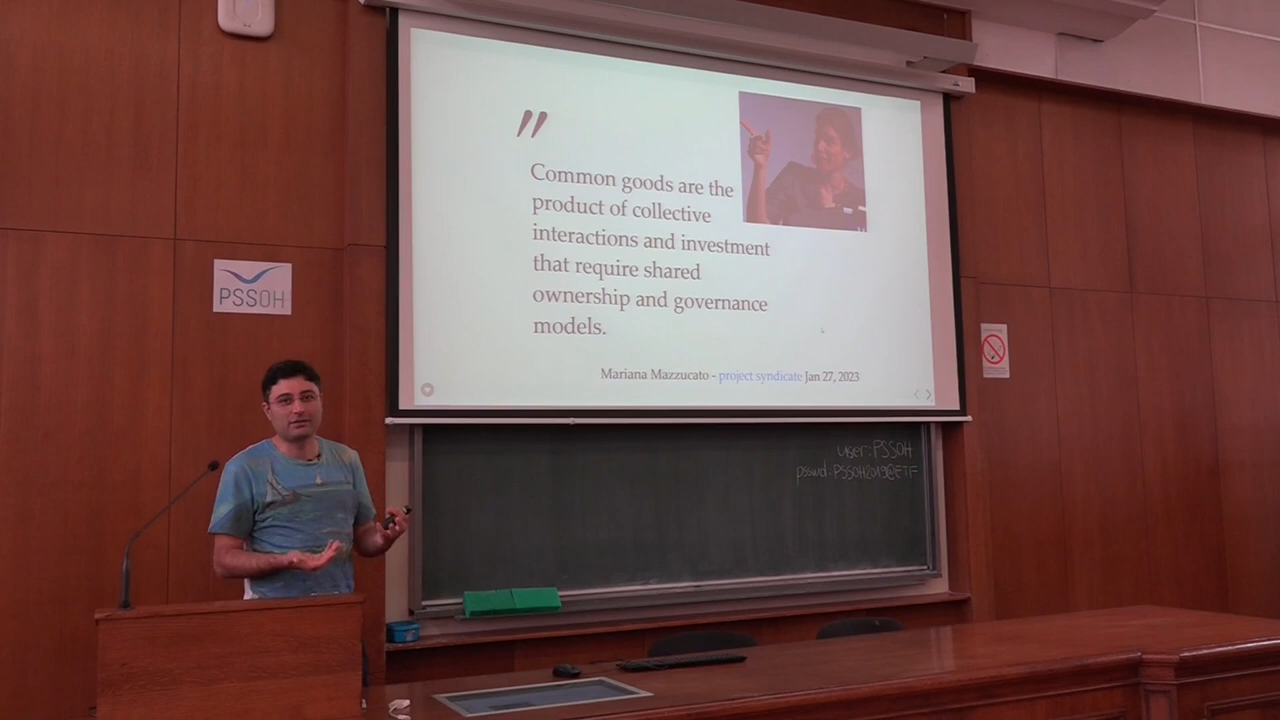 "
Common goods are the
product of collective
interactions and investment
that require shared
ownership and governance
models.
Mariana Mazzucato - project syndicate Jan 27, 2023
PSSOH
user: PSSOH
psswd: PSSOH2019@ETF